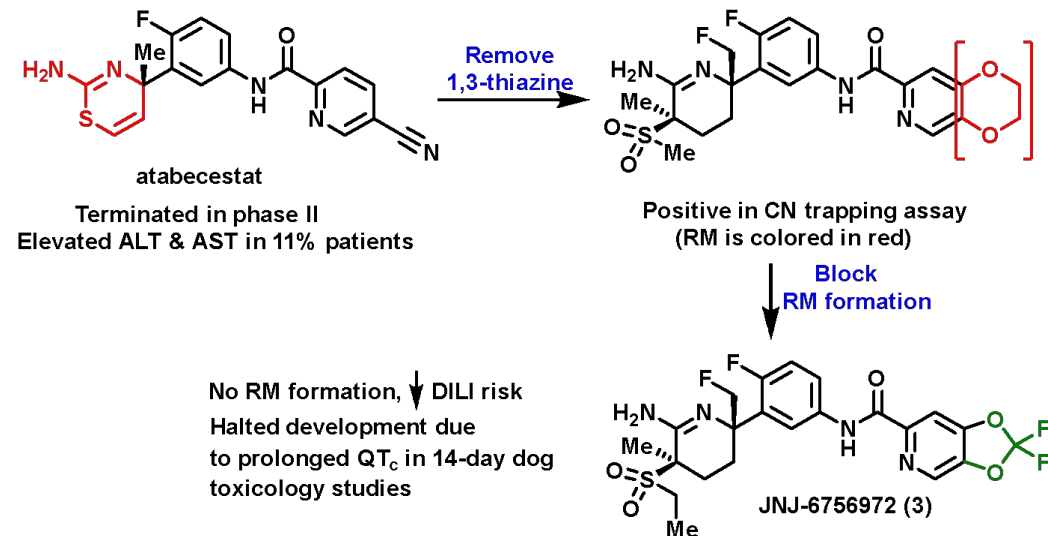 F
Me
H₂N
N
S
O
N
H
N
N
atabecestat
Terminated in phase II
Elevated ALT & AST in 11% patients
Remove
1,3-thiazine
F
F
H₂N
N
Me
O
S
O
Me
O
N
H
N
O
O
Positive in CN trapping assay
(RM is colored in red)
Block
RM formation
F
F
H₂N
N
Me
O
S
O
Me
O
N
H
N
O
O
F
F
JNJ-6756972 (3)
No RM formation, ↓ DILI risk
Halted development due
to prolonged QTc in 14-day dog
toxicology studies